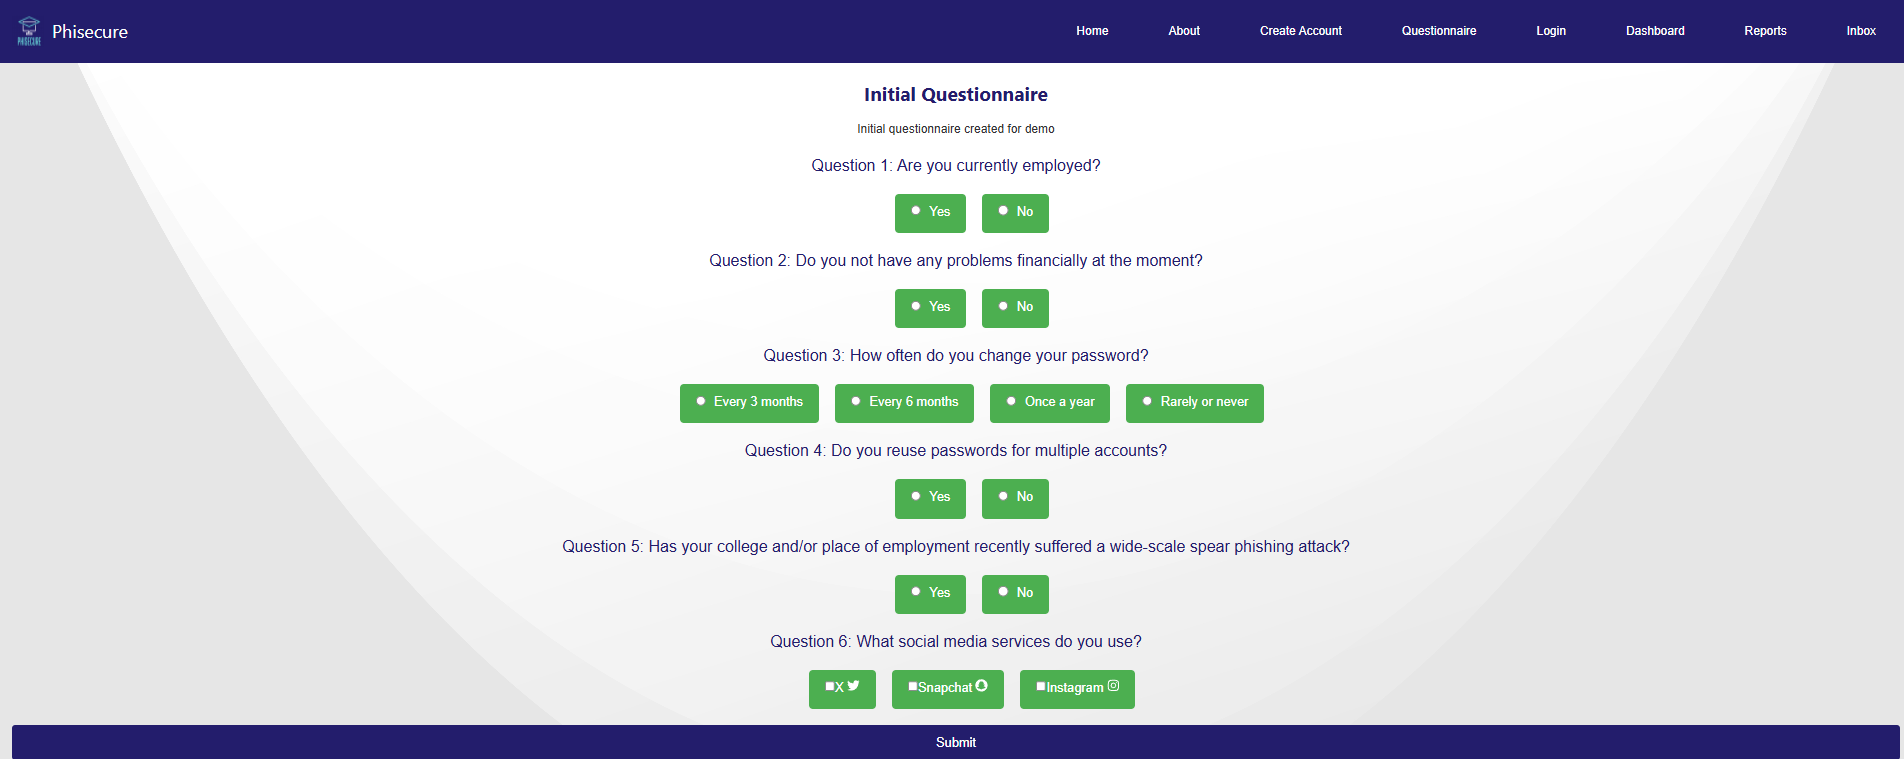 PHISECURE
Phisecure
Home About Create Account Questionnaire Login Dashboard Reports Inbox
Initial Questionnaire
Initial questionnaire created for demo
Question 1: Are you currently employed?
Yes No
Question 2: Do you not have any problems financially at the moment?
Yes No
Question 3: How often do you change your password?
Every 3 months Every 6 months Once a year Rarely or never
Question 4: Do you reuse passwords for multiple accounts?
Yes No
Question 5: Has your college and/or place of employment recently suffered a wide-scale spear phishing attack?
Yes No
Question 6: What social media services do you use?
X Snapchat Instagram
Submit